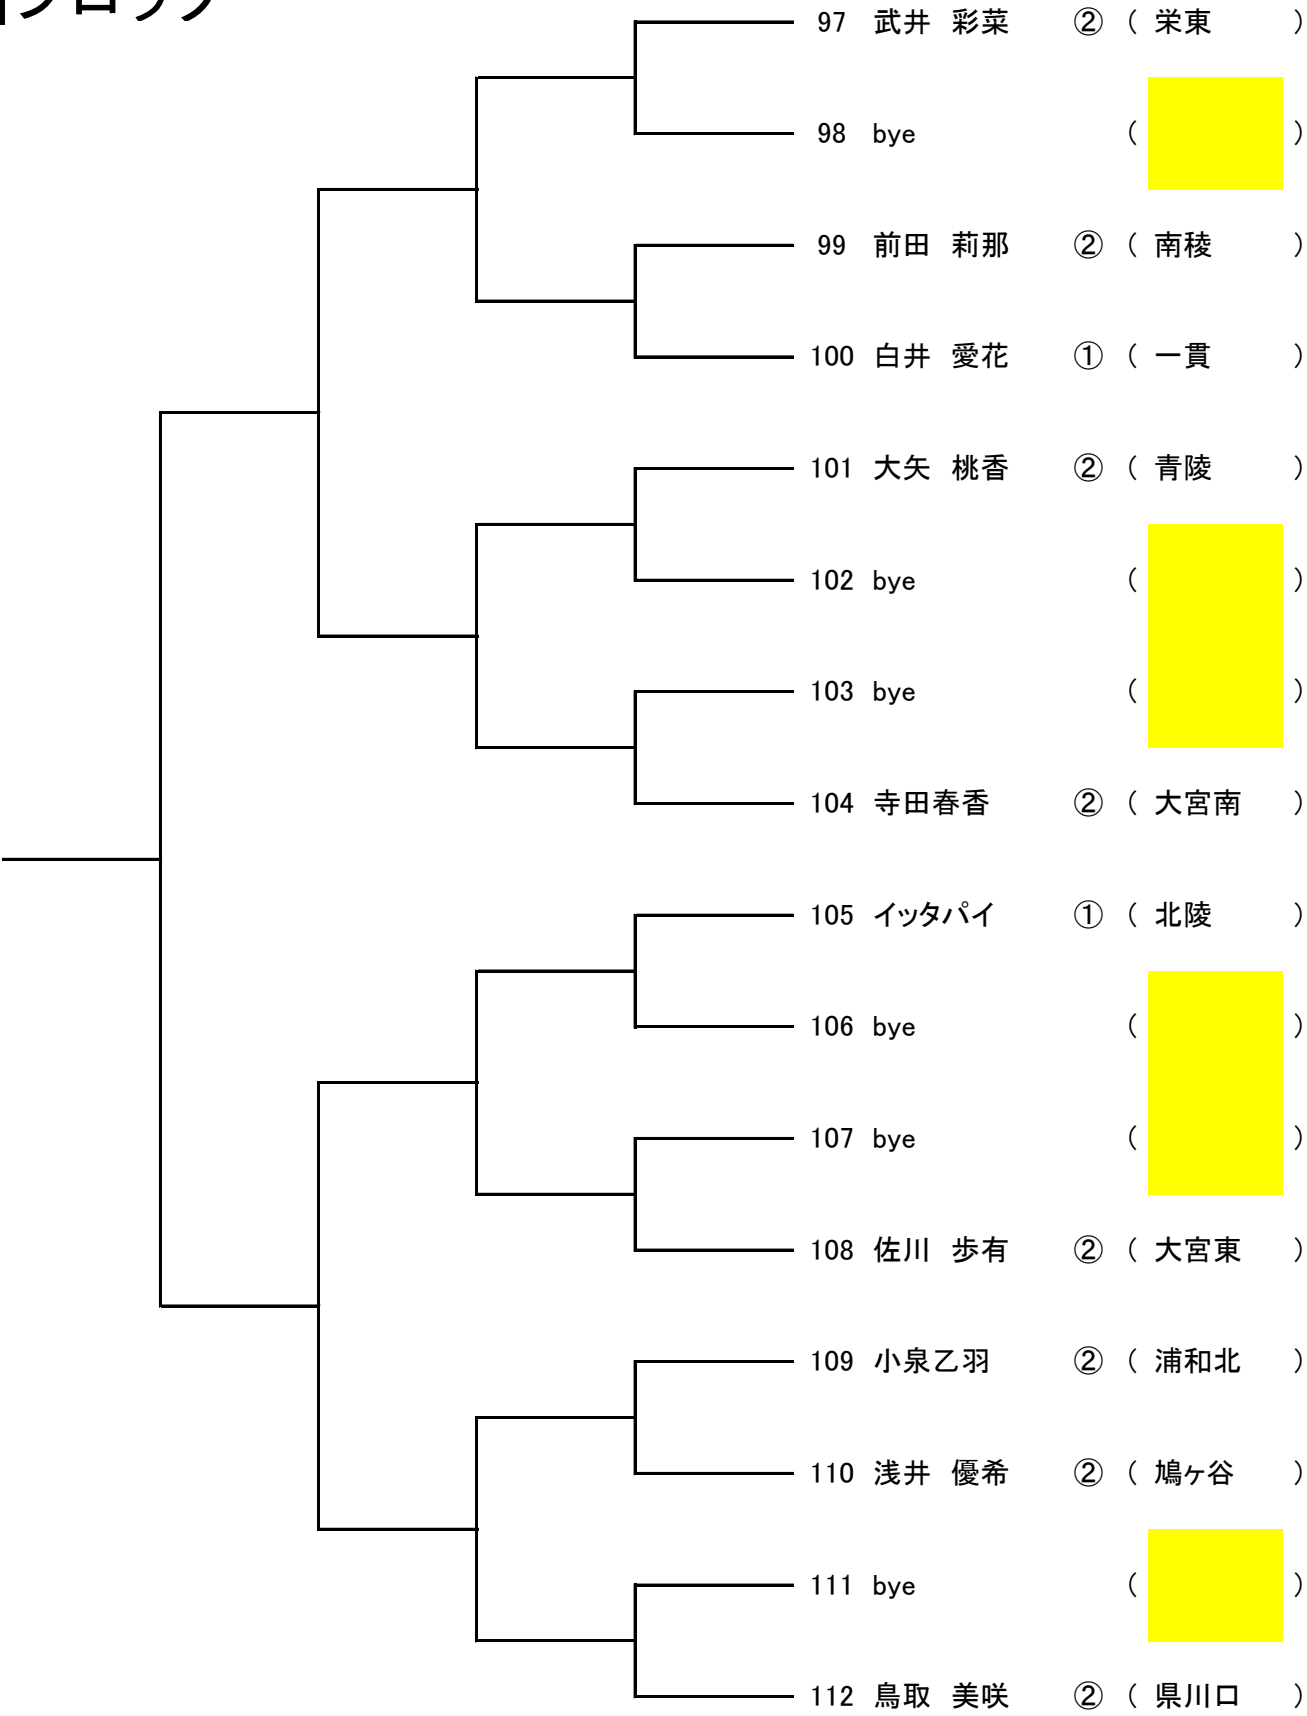 ブロック
97 武井 彩菜 ② ( 栄東 )
98 bye ( )
99 前田 莉那 ② ( 南稜 )
100 白井 愛花 ① ( 一貫 )
101 大矢 桃香 ② ( 青陵 )
102 bye ( )
103 bye ( )
104 寺田春香 ② ( 大宮南 )
105 イッタパイ ① ( 北陵 )
106 bye ( )
107 bye ( )
108 佐川 歩有 ② ( 大宮東 )
109 小泉乙羽 ② ( 浦和北 )
110 浅井 優希 ② ( 鳩ヶ谷 )
111 bye ( )
112 鳥取 美咲 ② ( 県川口 )